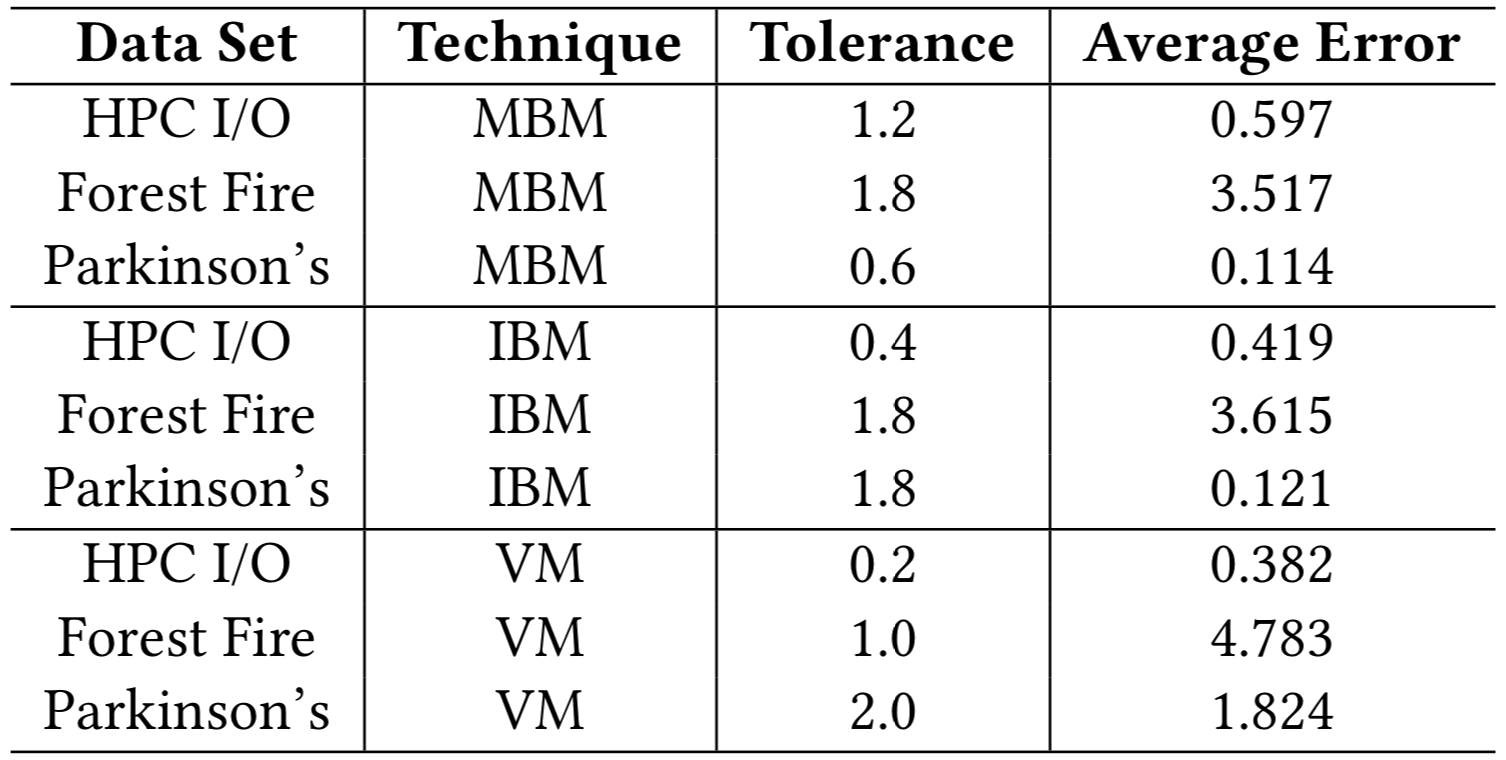 Data Set Technique Tolerance Average Error
HPC I/O MBM 1.2 0.597
Forest Fire MBM 1.8 3.517
Parkinson’s MBM 0.6 0.114
HPC I/O IBM 0.4 0.419
Forest Fire IBM 1.8 3.615
Parkinson’s IBM 1.8 0.121
HPC I/O VM 0.2 0.382
Forest Fire VM 1.0 4.783
Parkinson’s VM 2.0 1.824